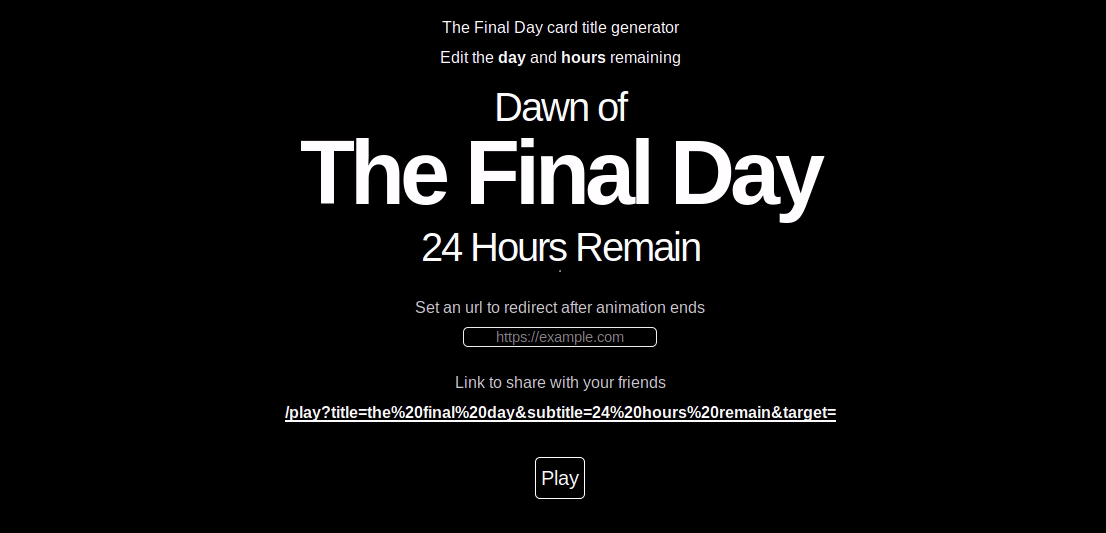 The Final Day card title generator
Edit the day and hours remaining
Dawn of
The Final Day
24 Hours Remain
Set an url to redirect after animation ends
https://example.com
Link to share with your friends
/play?title=the%20final%20day&subtitle=24%20hours%20remain&target=
Play